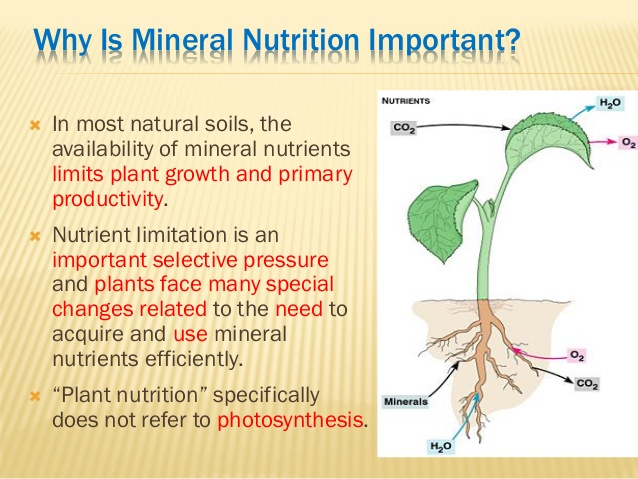 Why Is Mineral Nutrition Important?
In most natural soils, the
availability of mineral nutrients
limits plant growth and primary
productivity.
Nutrient limitation is an
important selective pressure
and plants face many special
changes related to the need to
acquire and use mineral
nutrients efficiently.
“Plant nutrition” specifically
does not refer to photosynthesis.
NUTRIENTS
H₂O
CO₂
O₂
O₂
CO₂
Minerals
H₂O